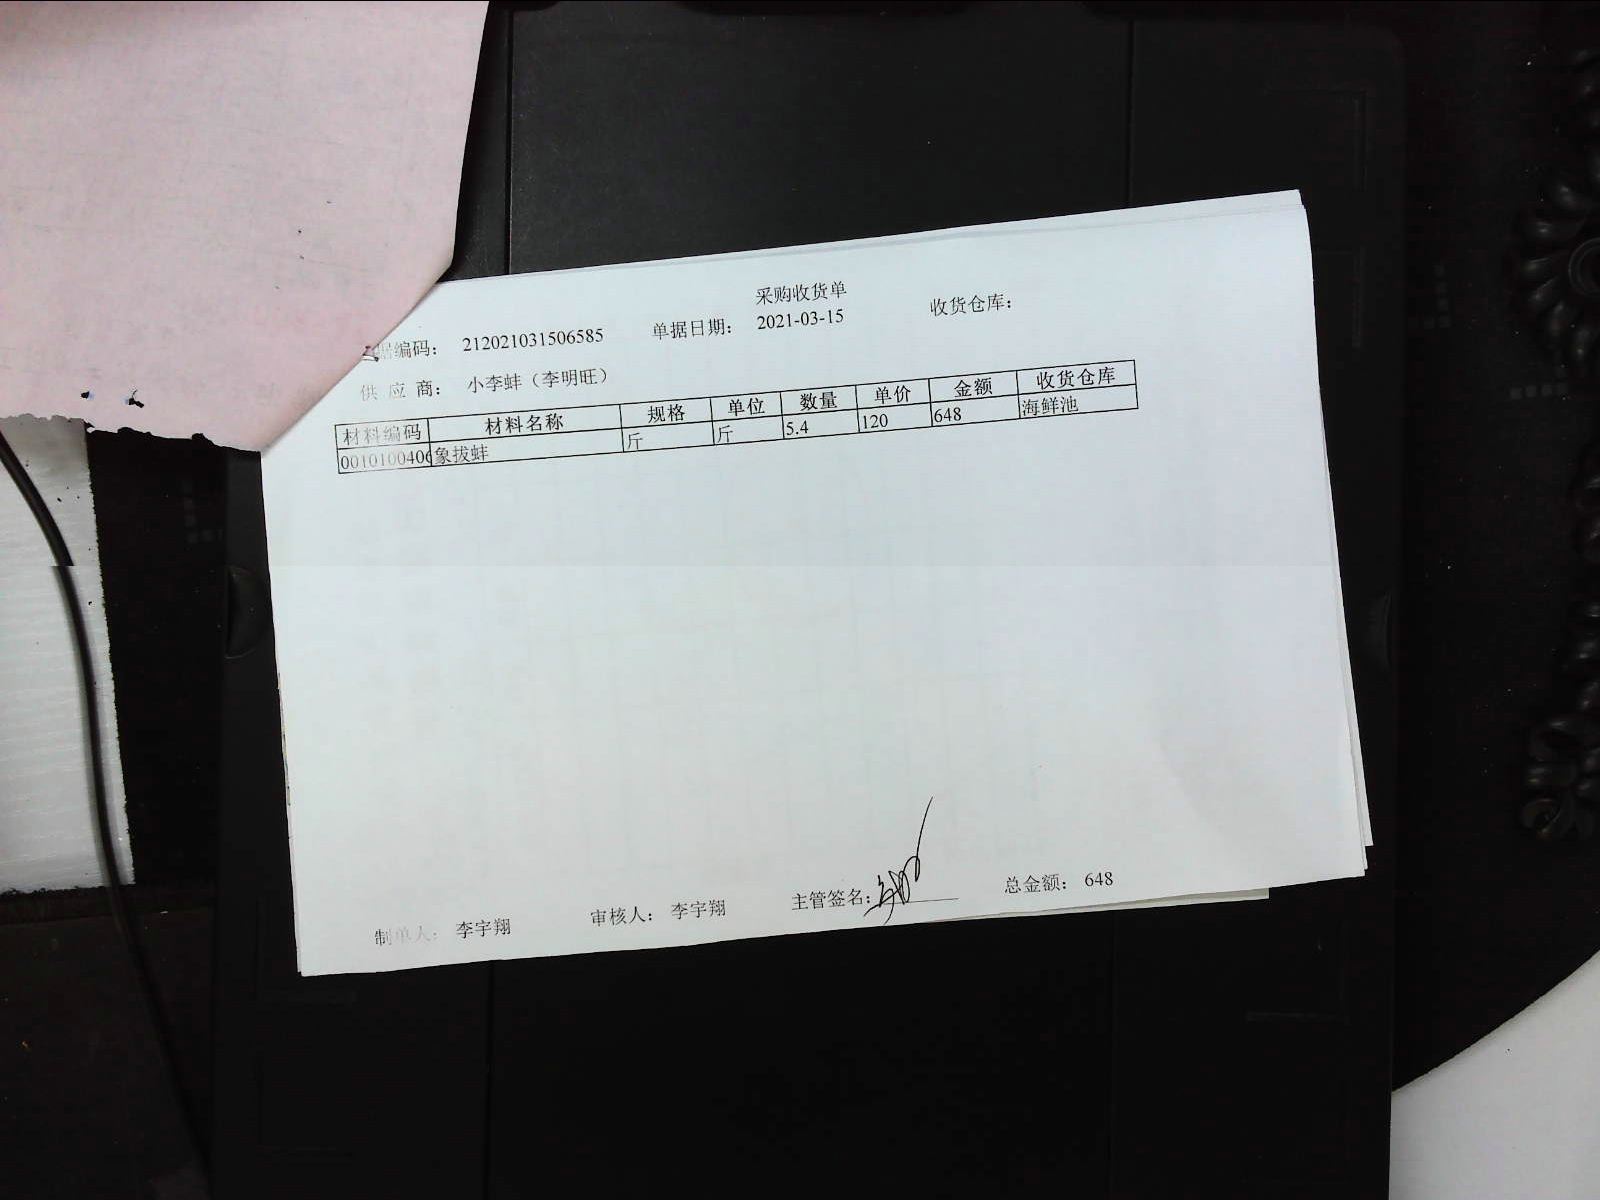 采购收货单
据编码： 212021031506585 单据日期： 2021-03-15 收货仓库：
供 应 商： 小李蚌（李明旺）
材料编码 材料名称 规格 单位 数量 单价 金额 收货仓库
0010100406 象拔蚌 斤 斤 5.4 120 648 海鲜池
制单人： 李宇翔 审核人： 李宇翔 主管签名： 总金额： 648